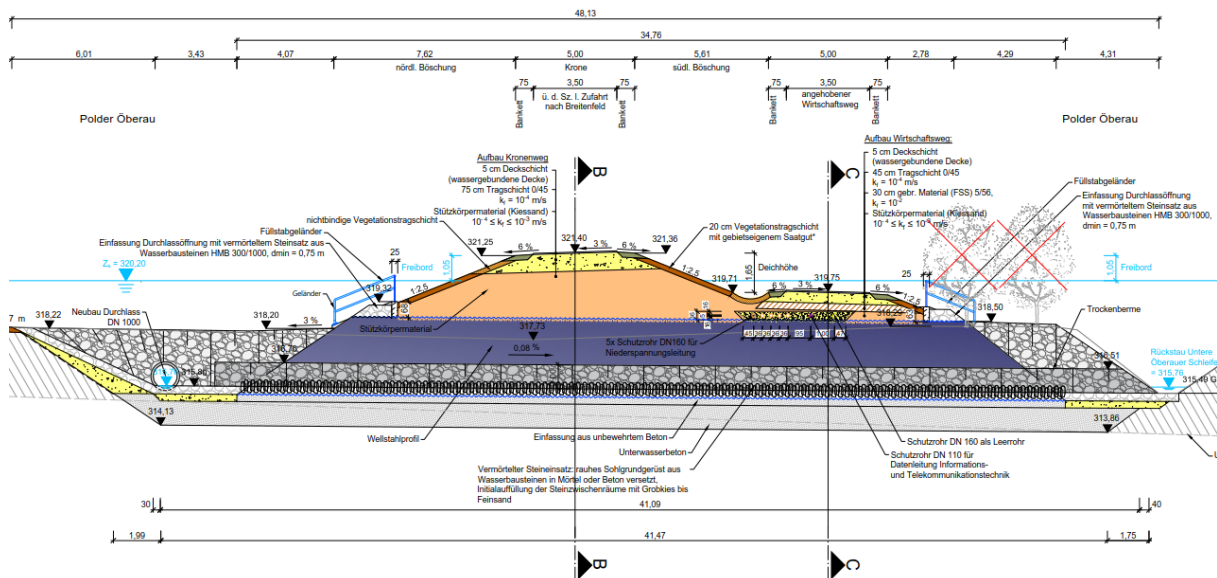 48,13
34,76
6,01 3,43 4,07 7,62 5,00 5,61 5,00 2,78 4,29 4,31
nördl. Böschung Krone südl. Böschung
75 3,50 75 75 3,50 75
Bankett ü. d. Sz. l. Zufahrt Bankett Bankett angehobener Bankett
nach Breitenfeld Wirtschaftsweg
Polder Öberau
Polder Öberau
Aufbau Kronenweg
5 cm Deckschicht
(wassergebundene Decke)
75 cm Tragschicht 0/45
kf = 10-4 m/s
Stützkörpermaterial (Kiessand)
10-4 ≤ kf ≤ 10-3 m/s
B
C
Aufbau Wirtschaftsweg:
5 cm Deckschicht
(wassergebundene Decke)
45 cm Tragschicht 0/45
kf = 10-4 m/s
30 cm gebr. Material (FSS) 5/56,
kf = 10-2
Stützkörpermaterial (Kiessand)
Füllstabgeländer
Einfassung Durchlassöffnung
mit vermörteltem Steinsatz aus
Wasserbausteinen HMB 300/1000,
dmin = 0,75 m
nichtbindige Vegetationstragschicht
Füllstabgeländer
Einfassung Durchlassöffnung mit vermörteltem Steinsatz aus
Wasserbausteinen HMB 300/1000, dmin = 0,75 m
20 cm Vegetationstragschicht
mit gebietseigenem Saatgut*
321,25 6 % 321,40 3 % 6 % 321,36
25
= 320,20
Freibord 1,05
1,65 Deichhöhe
Freibord 1,05
Geländer
319,32
1:2,5
1:2,5
319,71
6 % 3 % 319,75 6 %
1:2,5
25
318,50
Trockenberme
7 m 318,22
Neubau Durchlass
DN 1000
318,20
3 %
Stützkörpermaterial
317,73
0,08 %
5x Schutzrohr DN160 für
Niederspannungsleitung
45 36 36 36 36 95
316,51
Rückstau Untere
Öberauer Schleife
= 315,76
315,49 G
314,13
313,86
Wellstahlprofil
Einfassung aus unbewehrtem Beton
Unterwasserbeton
Schutzrohr DN 160 als Leerrohr
Schutzrohr DN 110 für
Datenleitung Informations-
und Telekommunikationstechnik
Vermörtelter Steineinsatz: rauhes Sohlgrundgerüst aus
Wasserbausteinen in Mörtel oder Beton versetzt,
Initialauffüllung der Steinzwischenräume mit Grobkies bis
Feinsand
30 41,09 40
1,99 41,47 1,75
B
C